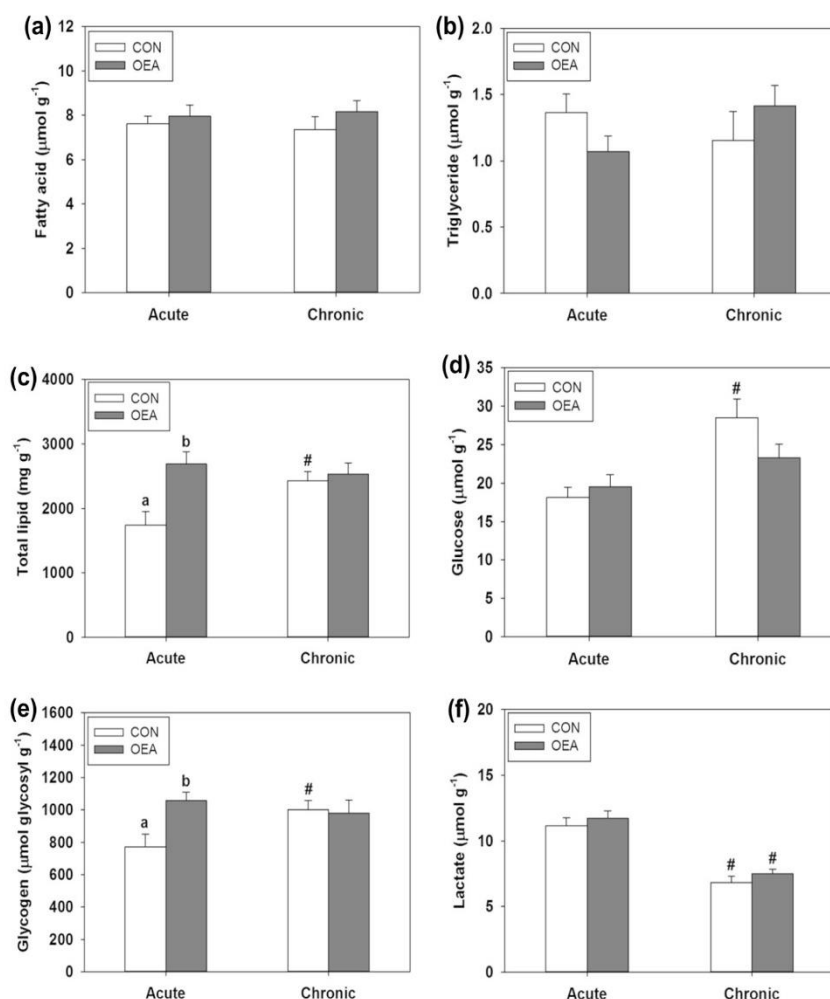 (a)
CON
OEA
Fatty acid (µmol g⁻¹)
12
10
8
6
4
2
0
Acute
Chronic
(b)
CON
OEA
Triglyceride (µmol g⁻¹)
2.0
1.5
1.0
0.5
0.0
Acute
Chronic
(c)
CON
OEA
Total lipid (mg g⁻¹)
4000
3000
2000
1000
0
a
b
#
Acute
Chronic
(d)
CON
OEA
Glucose (µmol g⁻¹)
35
30
25
20
15
10
5
0
#
Acute
Chronic
(e)
CON
OEA
Glycogen (µmol glycosyl g⁻¹)
1600
1400
1200
1000
800
600
400
200
0
a
b
#
Acute
Chronic
(f)
CON
OEA
Lactate (µmol g⁻¹)
20
15
10
5
0
#
#
Acute
Chronic